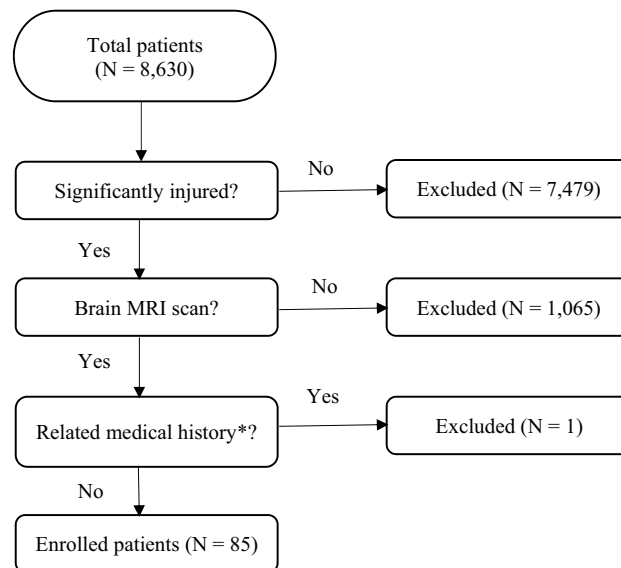 Total patients
(N = 8,630)
No
Significantly injured?
Excluded (N = 7,479)
Yes
No
Brain MRI scan?
Excluded (N = 1,065)
Yes
Yes
Related medical history*?
Excluded (N = 1)
No
Enrolled patients (N = 85)